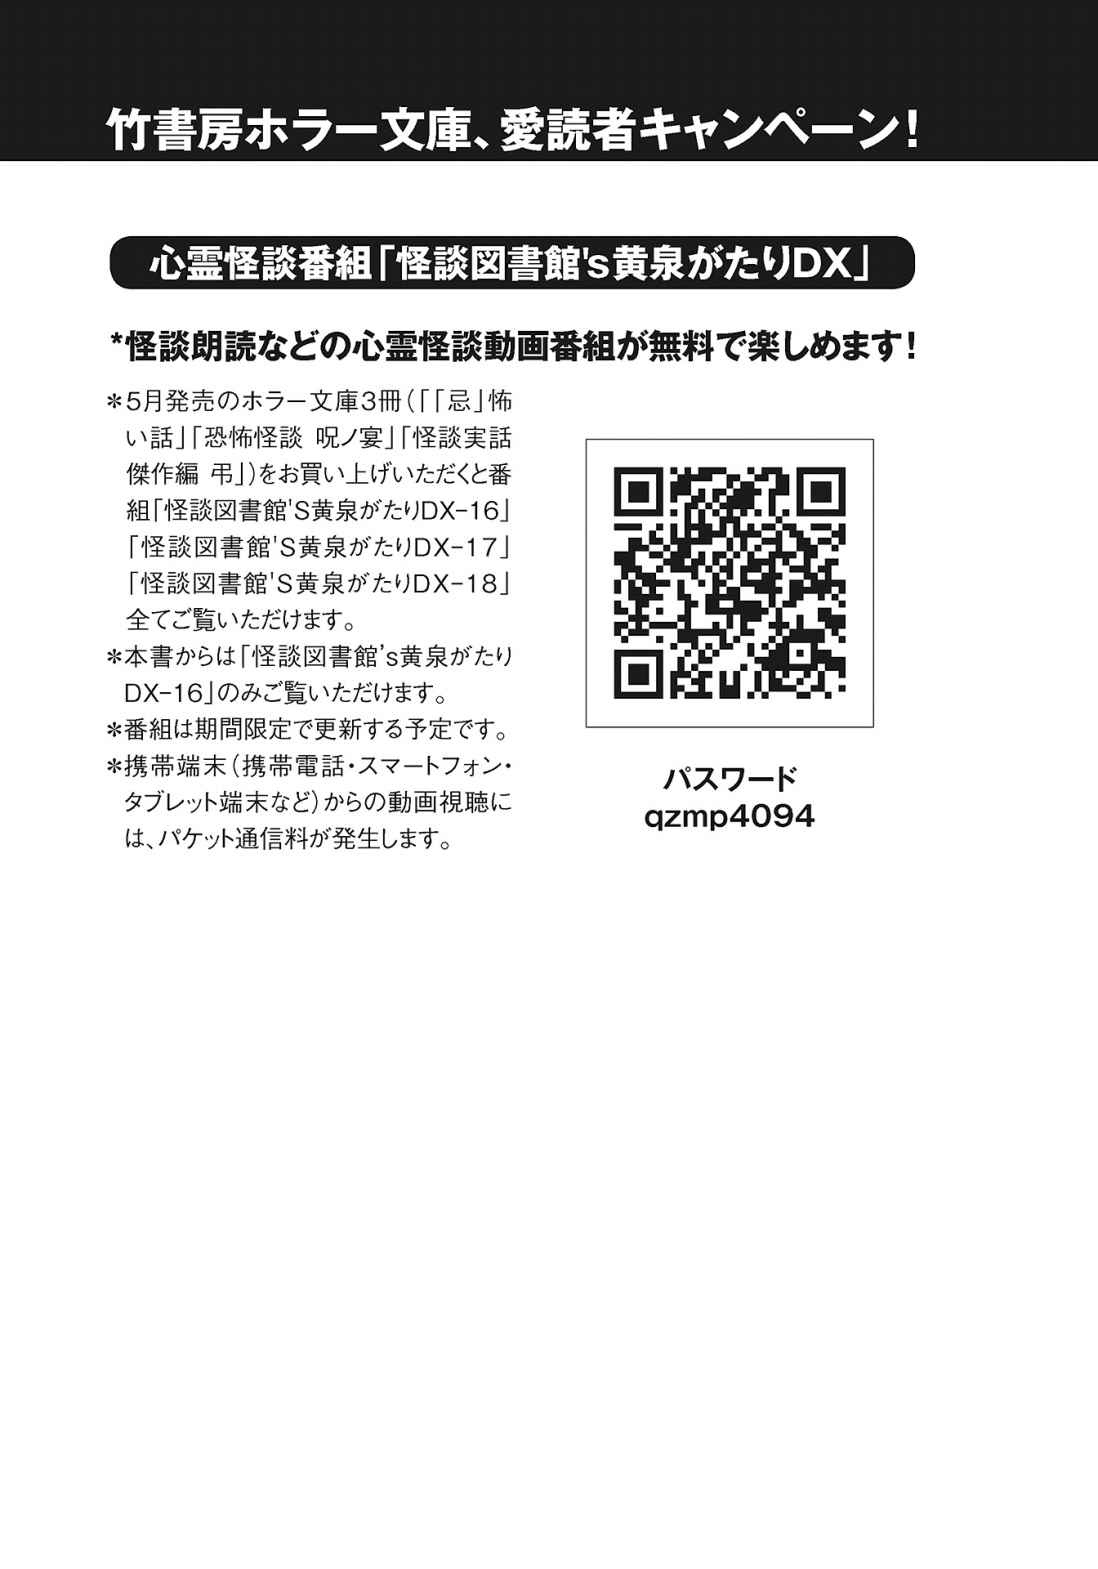 竹書房ホラー文庫、愛読者キャンペーン！
心霊怪談番組「怪談図書館's黄泉がたりDX」
*怪談朗読などの心霊怪談動画番組が無料で楽しめます！
＊5月発売のホラー文庫3冊（「「忌」怖
い話」「恐怖怪談 呪ノ宴」「怪談実話
傑作編 弔」）をお買い上げいただくと番
組「怪談図書館'S黄泉がたりDX−16」
「怪談図書館'S黄泉がたりDX−17」
「怪談図書館'S黄泉がたりDX−18」
全てご覧いただけます。
＊本書からは「怪談図書館’s黄泉がたり
DX−16」のみご覧いただけます。
＊番組は期間限定で更新する予定です。
＊携帯端末（携帯電話・スマートフォン・
タブレット端末など）からの動画視聴に
は、パケット通信料が発生します。
パスワード
qzmp4094